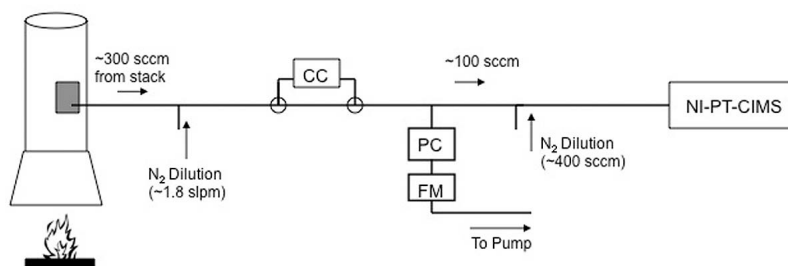 ~300 sccm
from stack
CC
~100 sccm
NI-PT-CIMS
N₂ Dilution
(~1.8 slpm)
PC
N₂ Dilution
(~400 sccm)
FM
To Pump